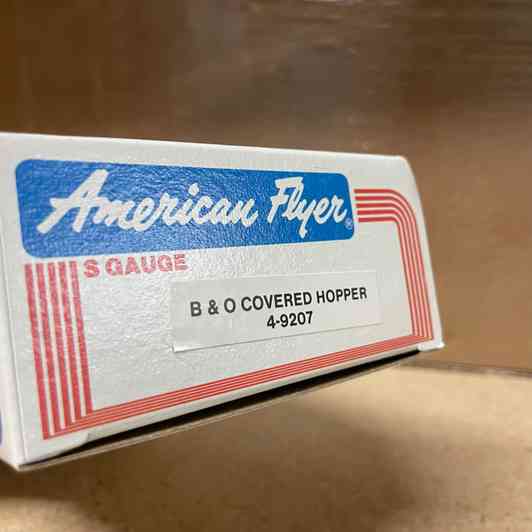 American Flyer®
S GAUGE
B & O COVERED HOPPER
4-9207